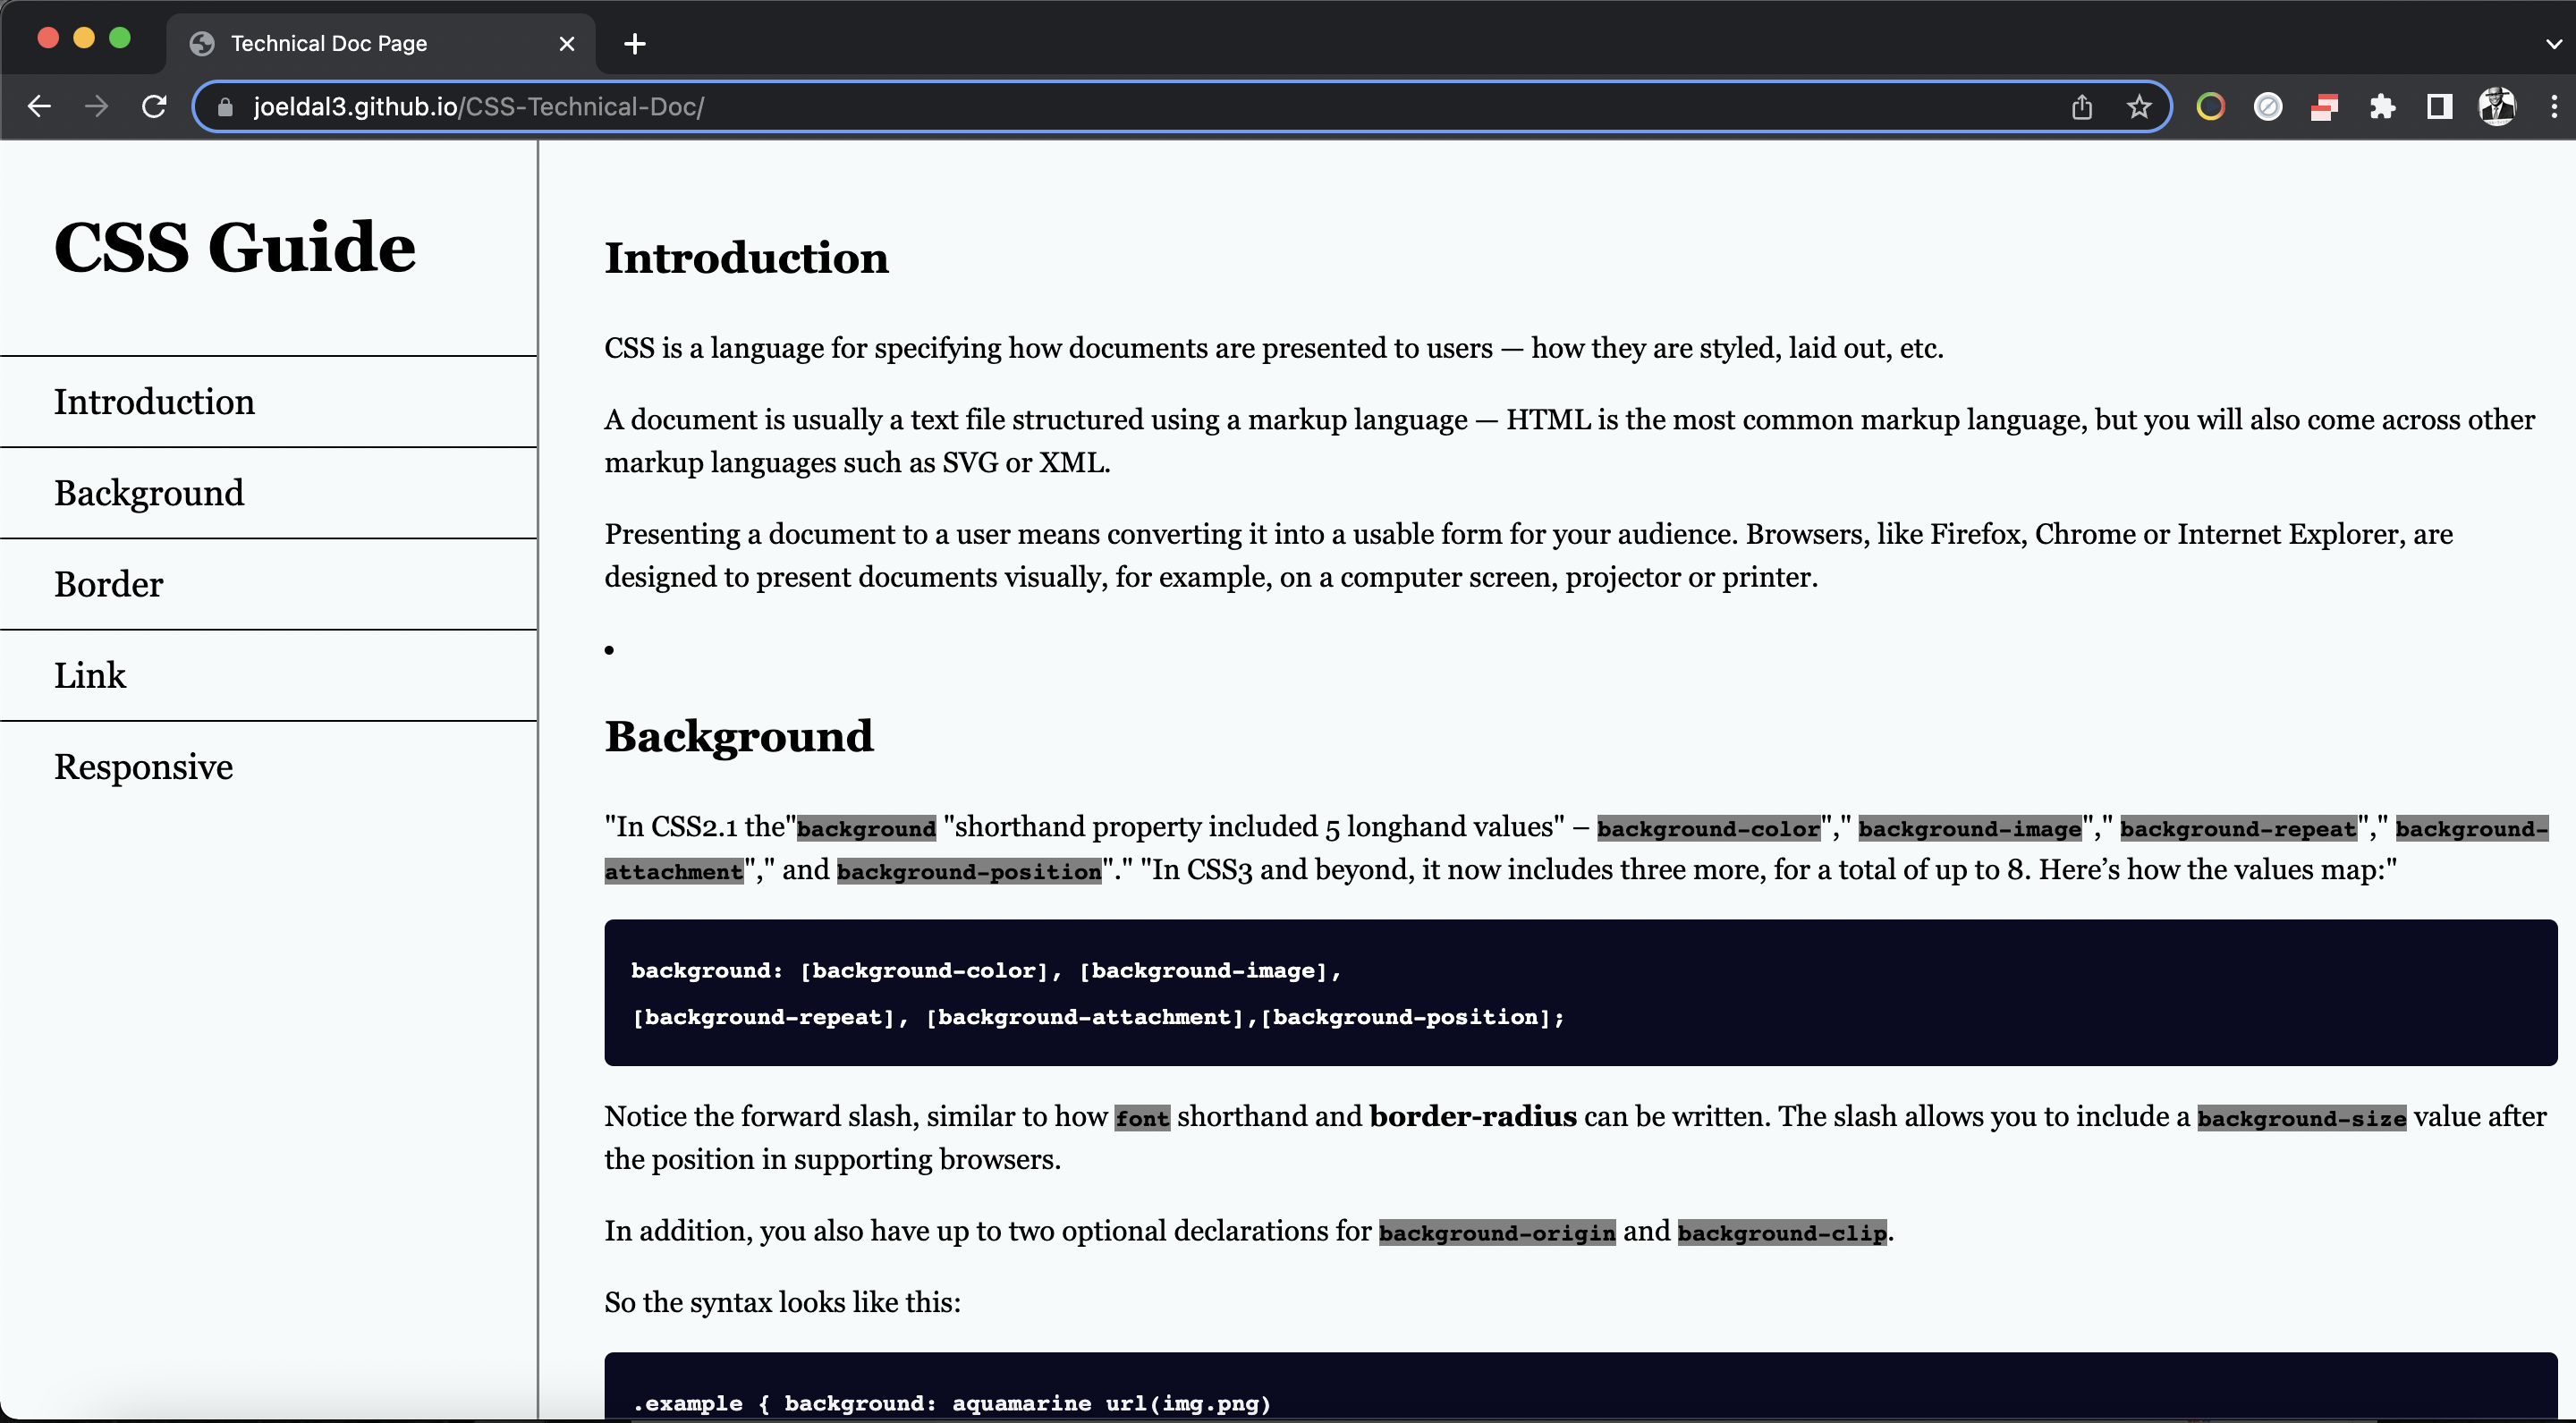 Technical Doc Page
joeldal3.github.io/CSS-Technical-Doc/
CSS Guide
Introduction
Background
Border
Link
Responsive
Introduction
CSS is a language for specifying how documents are presented to users — how they are styled, laid out, etc.
A document is usually a text file structured using a markup language — HTML is the most common markup language, but you will also come across other
markup languages such as SVG or XML.
Presenting a document to a user means converting it into a usable form for your audience. Browsers, like Firefox, Chrome or Internet Explorer, are
designed to present documents visually, for example, on a computer screen, projector or printer.
•
Background
"In CSS2.1 the"background "shorthand property included 5 longhand values" – background-color"," background-image"," background-repeat"," background-
attachment"," and background-position"." "In CSS3 and beyond, it now includes three more, for a total of up to 8. Here’s how the values map:"
background: [background-color], [background-image],
[background-repeat], [background-attachment],[background-position];
Notice the forward slash, similar to how font shorthand and border-radius can be written. The slash allows you to include a background-size value after
the position in supporting browsers.
In addition, you also have up to two optional declarations for background-origin and background-clip.
So the syntax looks like this:
.example { background: aquamarine url(img.png)